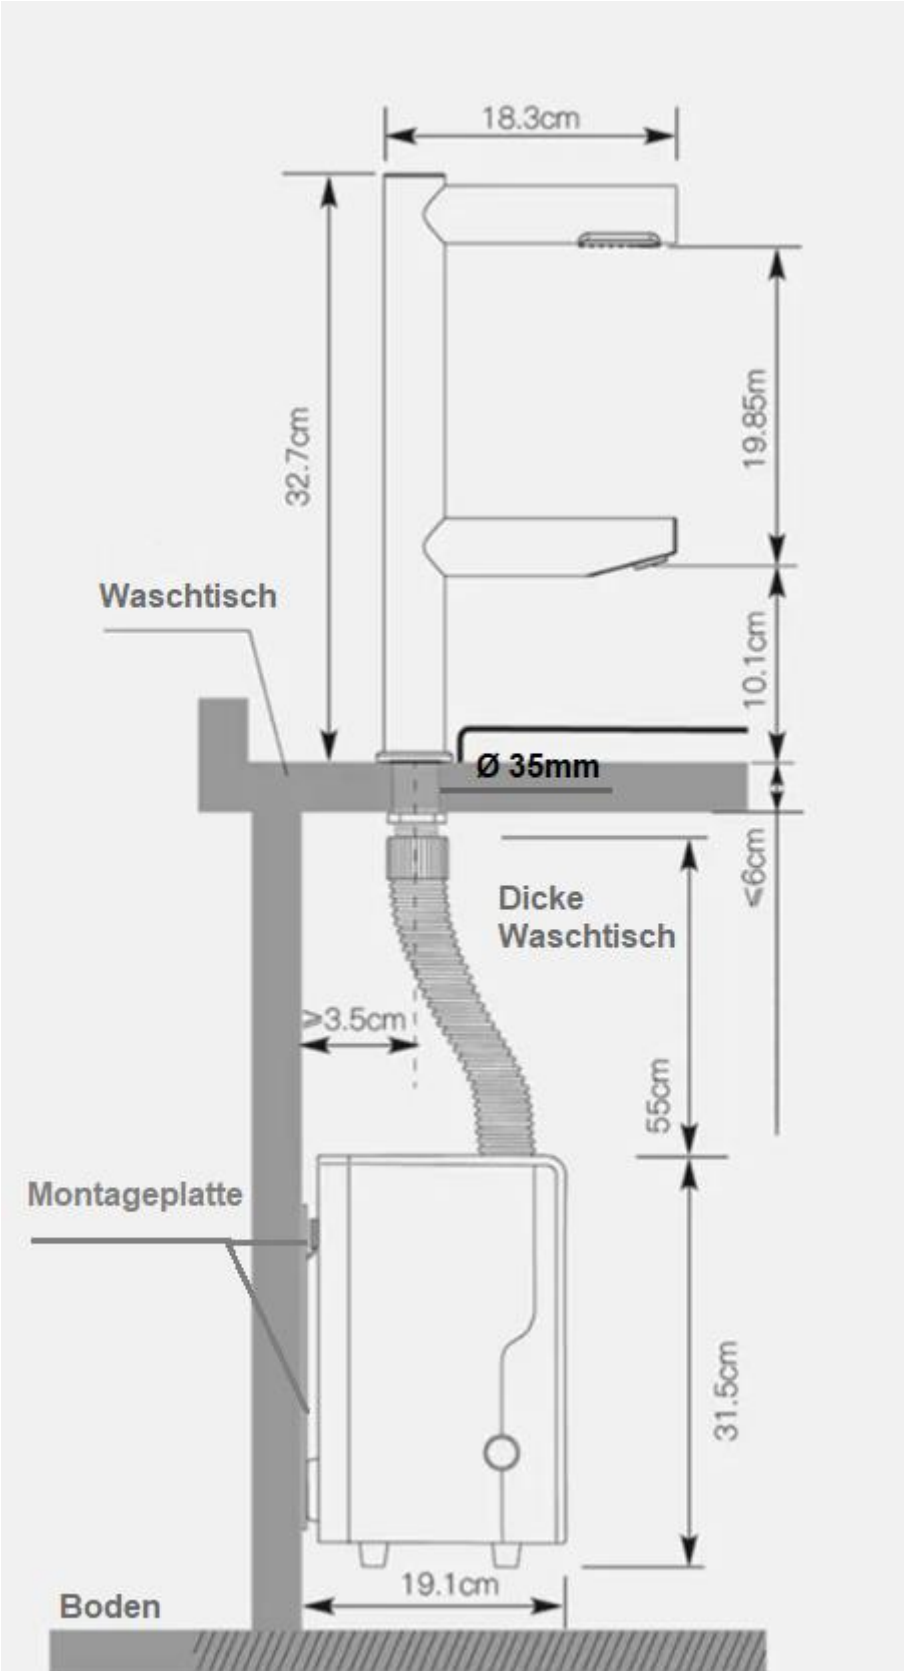 18.3cm
32.7cm
19.85m
Waschtisch
10.1cm
Ø 35mm
≤6cm
Dicke
Waschtisch
≥3.5cm
55cm
Montageplatte
31.5cm
19.1cm
Boden